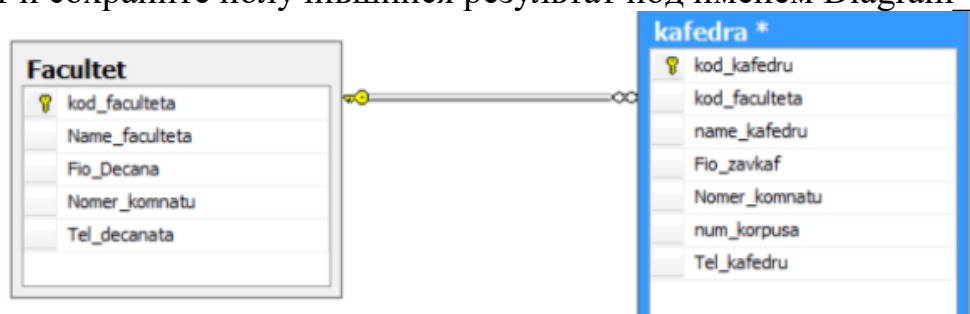 и сохраните получившийся результат под именем Diagram_
Facultet
kod_faculteta
Name_faculteta
Fio_Decana
Nomer_komnatu
Tel_decanata
kafedra *
kod_kafedru
kod_faculteta
name_kafedru
Fio_zavkaf
Nomer_komnatu
num_korpusa
Tel_kafedru